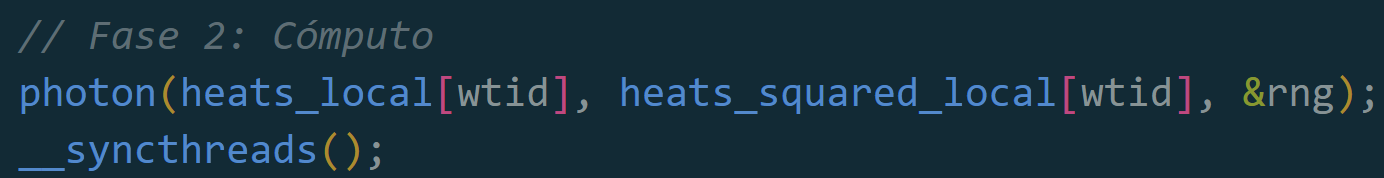 // Fase 2: Cómputo
photon(heats_local[wtid], heats_squared_local[wtid], &rng);
__syncthreads();